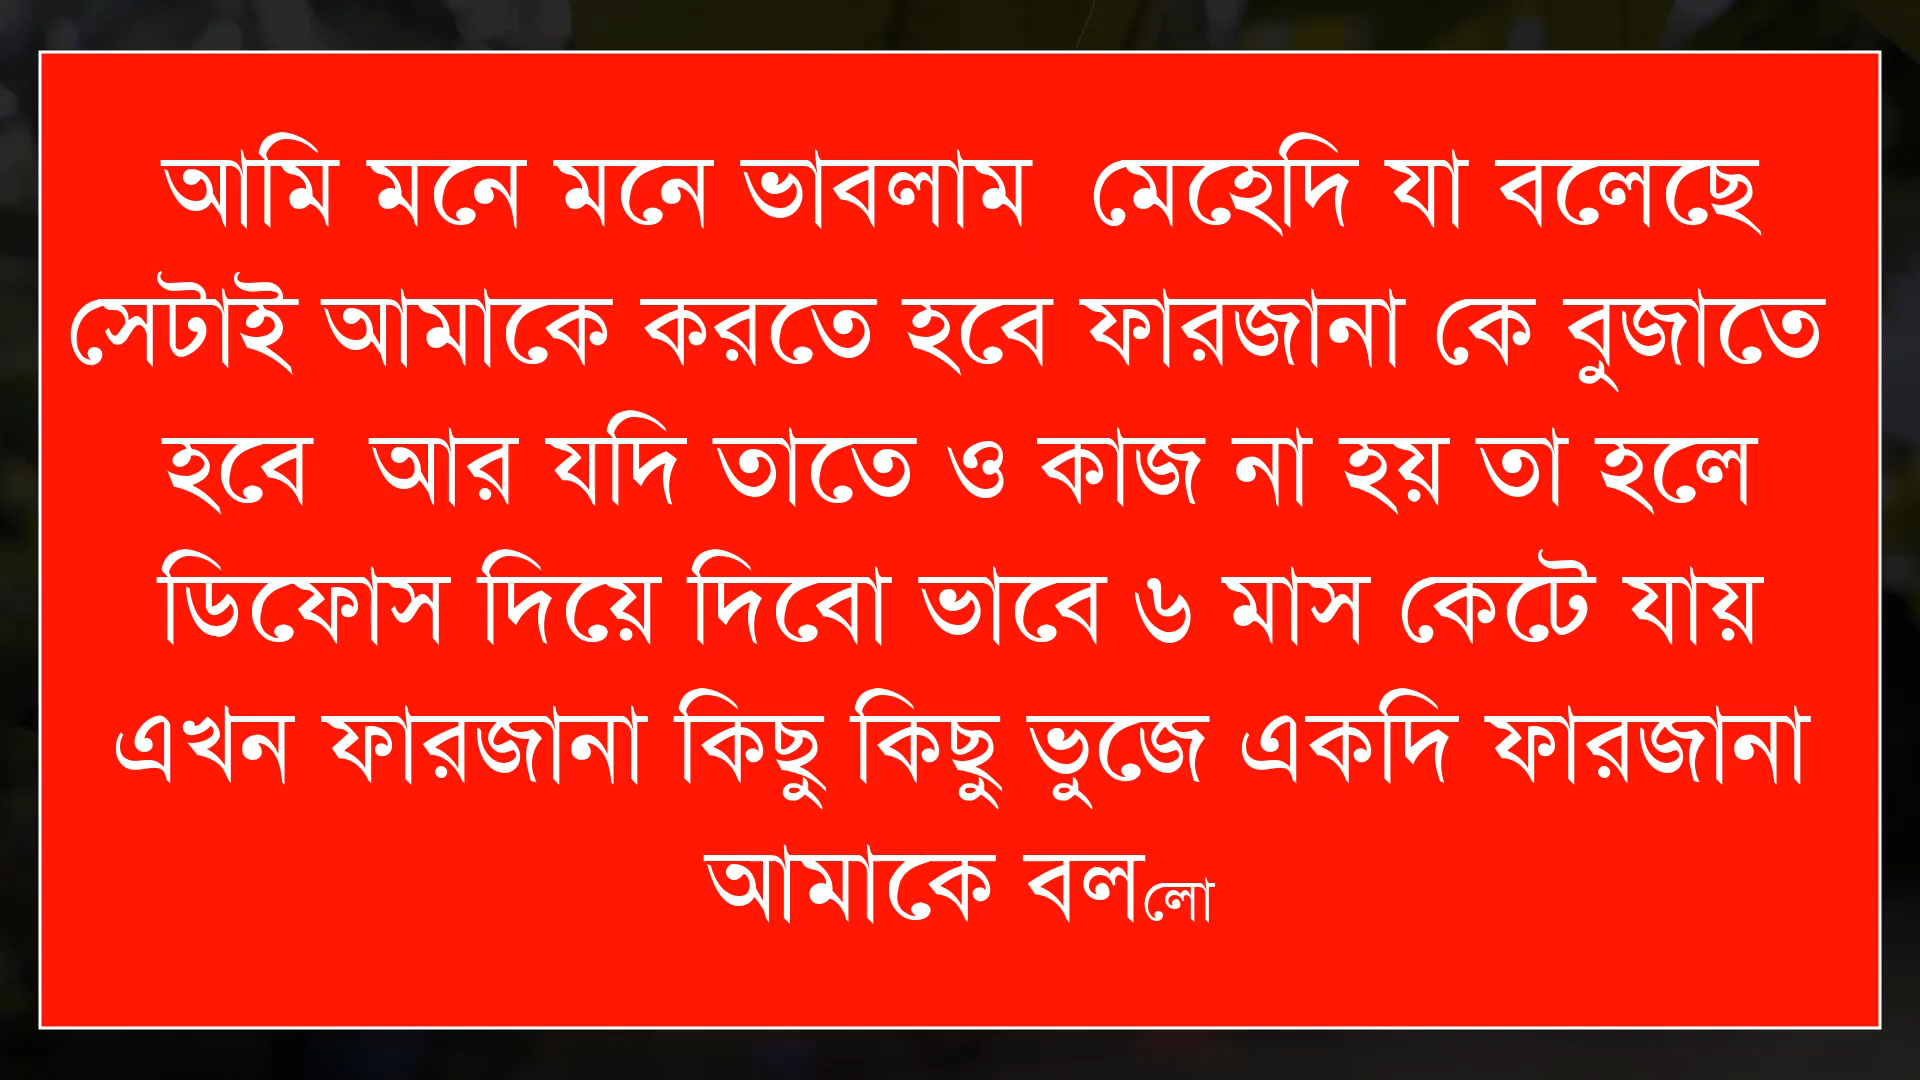 আমি মনে মনে ভাবলাম  মেহেদি যা বলেছে
সেটাই আমাকে করতে হবে ফারজানা কে বুজাতে
হবে  আর যদি তাতে ও কাজ না হয় তা হলে
ডিফোস দিয়ে দিবো ভাবে ৬ মাস কেটে যায়
এখন ফারজানা কিছু কিছু ভুজে একদি ফারজানা
আমাকে বললো